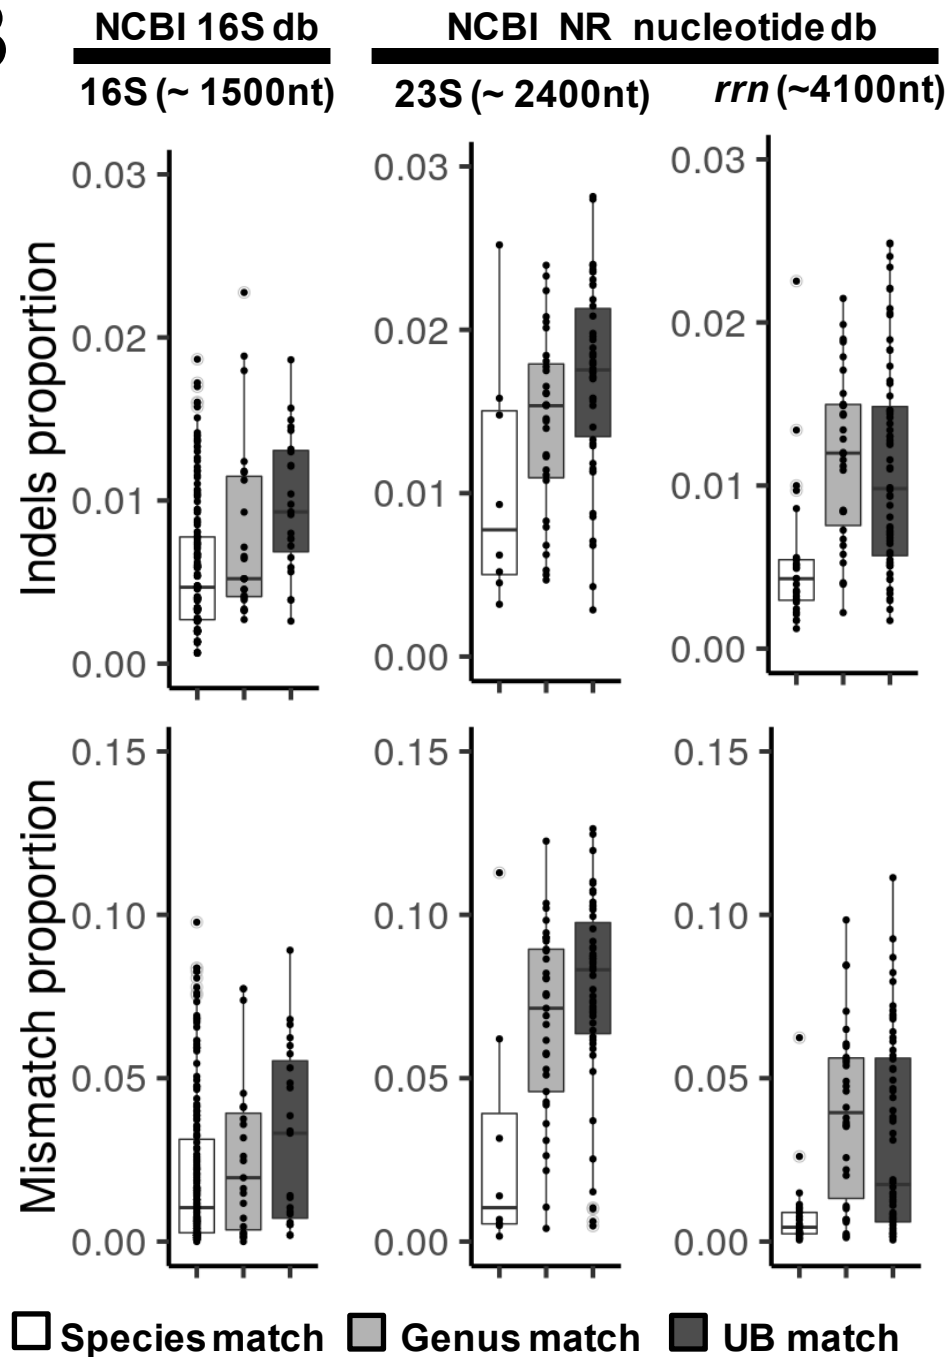 B
NCBI 16S db
NCBI NR nucleotide db
16S (~ 1500nt)
23S (~ 2400nt)
rrn (~4100nt)
Indels proportion
0.03
0.02
0.01
0.00
0.03
0.02
0.01
0.00
0.03
0.02
0.01
0.00
Mismatch proportion
0.15
0.10
0.05
0.00
0.15
0.10
0.05
0.00
0.15
0.10
0.05
0.00
Species match
Genus match
UB match